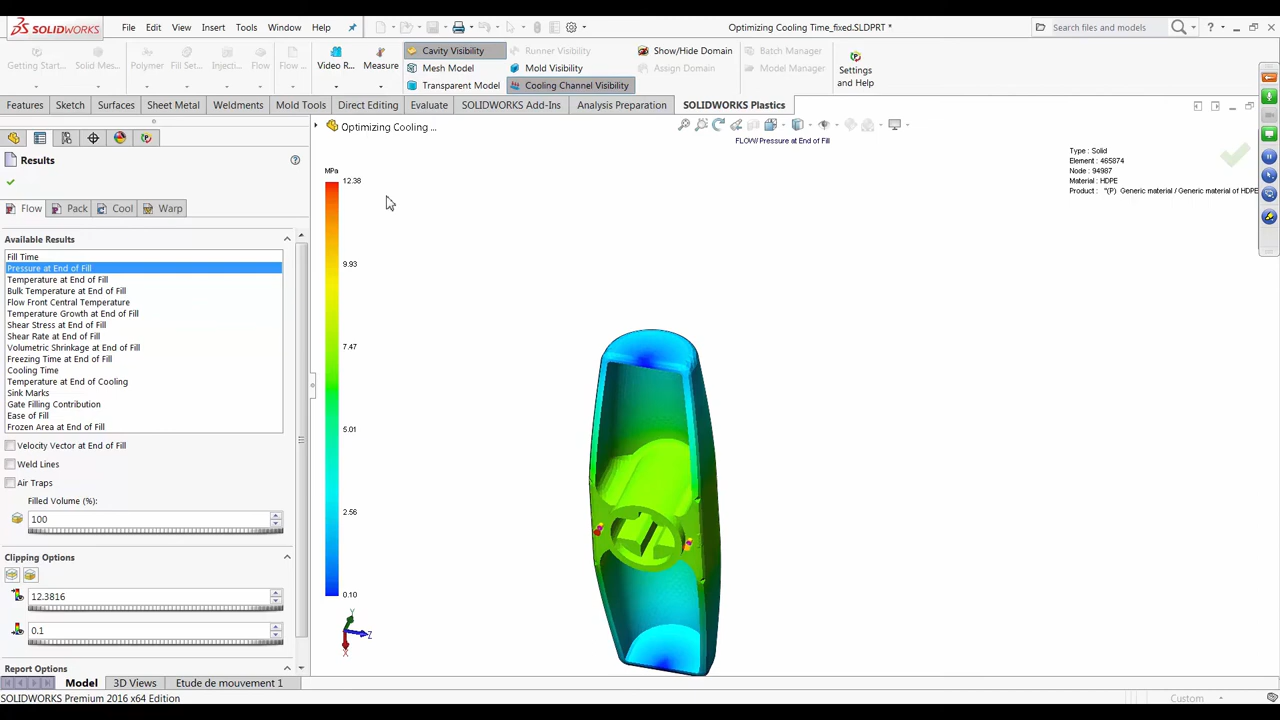 SOLIDWORKS File Edit View Insert Tools Window Help Optimizing Cooling Time_fixed.SLDPRT * Search files and models ?
Getting Start... Solid Mes... Polymer Fill Set... Injecti... Flow Flow ... Video R... Measure
Cavity Visibility Runner Visibility Show/Hide Domain Batch Manager
Mesh Model Mold Visibility Assign Domain Model Manager
Transparent Model Cooling Channel Visibility
Settings and Help
Features Sketch Surfaces Sheet Metal Weldments Mold Tools Direct Editing Evaluate SOLIDWORKS Add-Ins Analysis Preparation SOLIDWORKS Plastics
Optimizing Cooling ...
FLOW/ Pressure at End of Fill
Results
Flow Pack Cool Warp
Available Results
Fill Time
Pressure at End of Fill
Temperature at End of Fill
Bulk Temperature at End of Fill
Flow Front Central Temperature
Temperature Growth at End of Fill
Shear Stress at End of Fill
Shear Rate at End of Fill
Volumetric Shrinkage at End of Fill
Freezing Time at End of Fill
Cooling Time
Temperature at End of Cooling
Sink Marks
Gate Filling Contribution
Ease of Fill
Frozen Area at End of Fill
Velocity Vector at End of Fill
Weld Lines
Air Traps
Filled Volume (%):
100
Clipping Options
12.3816
0.1
Report Options
MPa
12.38
9.93
7.47
5.01
2.56
0.10
Y
Z
X
Type : Solid
Element : 465874
Node : 94987
Material : HDPE
Product : "(P) Generic material / Generic material of HDPE
Model 3D Views Etude de mouvement 1
SOLIDWORKS Premium 2016 x64 Edition
Custom